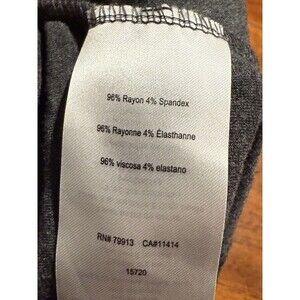 96% Rayon 4% Spandex
96% Rayonne 4% Élasthanne
96% viscosa 4% elastano
RN# 79913 CA#11414
15720